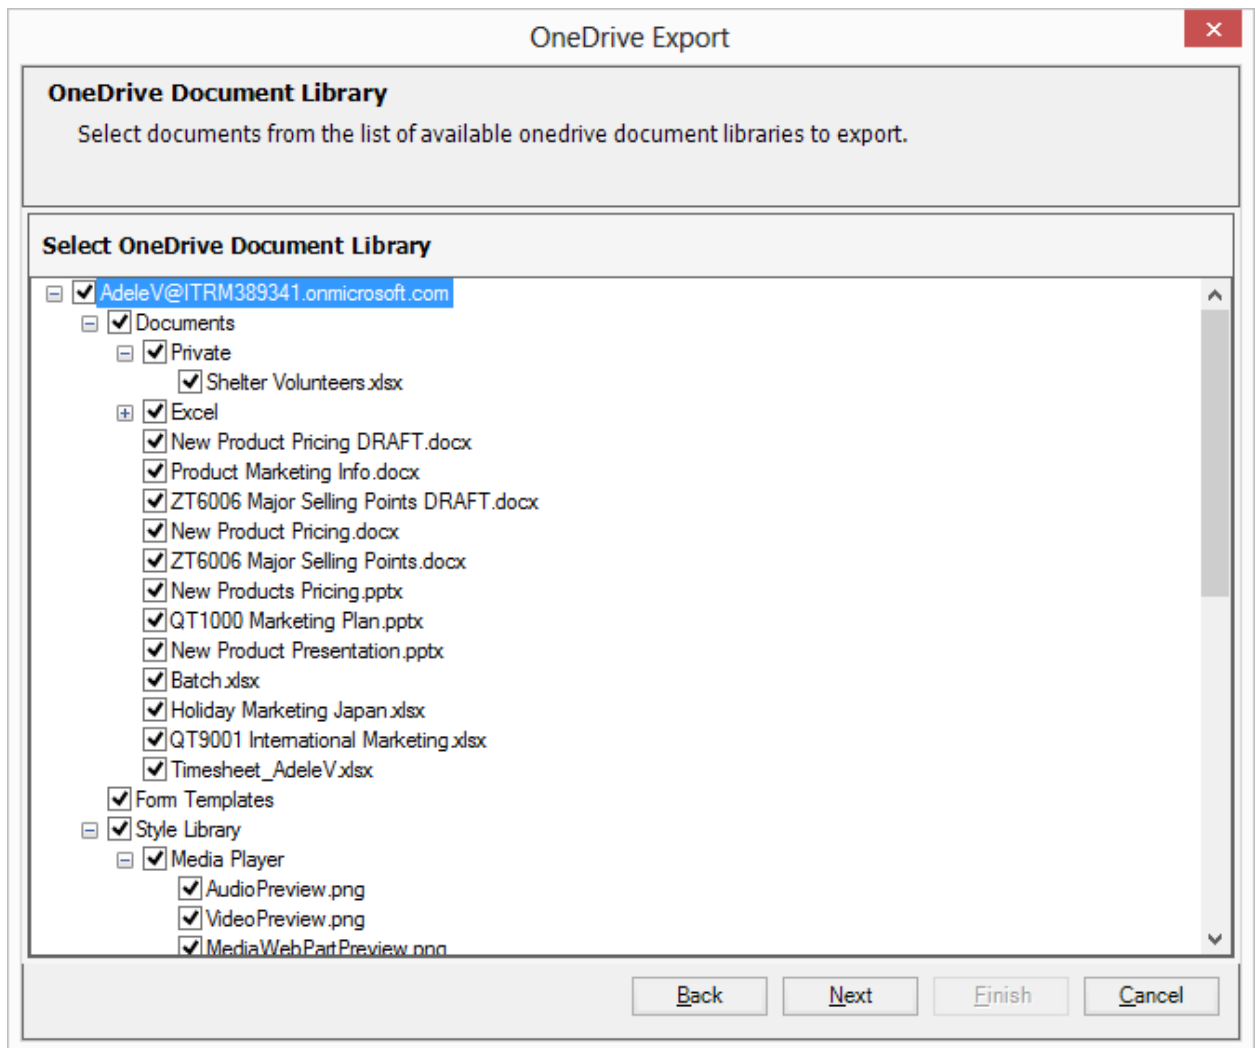 OneDrive Export
OneDrive Document Library
Select documents from the list of available onedrive document libraries to export.
Select OneDrive Document Library
AdeleV@ITRM389341.onmicrosoft.com
Documents
Private
Shelter Volunteers.xlsx
Excel
New Product Pricing DRAFT.docx
Product Marketing Info.docx
ZT6006 Major Selling Points DRAFT.docx
New Product Pricing.docx
ZT6006 Major Selling Points.docx
New Products Pricing.pptx
QT1000 Marketing Plan.pptx
New Product Presentation.pptx
Batch.xlsx
Holiday Marketing Japan.xlsx
QT9001 International Marketing.xlsx
Timesheet_AdeleV.xlsx
Form Templates
Style Library
Media Player
AudioPreview.png
VideoPreview.png
MediaWebPartPreview.png
Back Next Finish Cancel